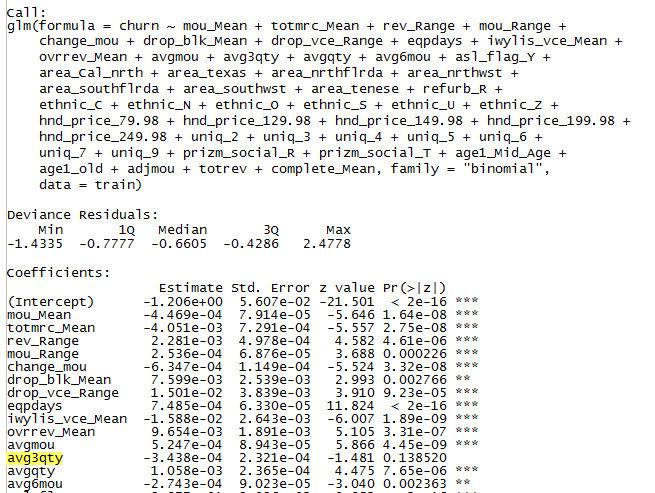 Call:
glm(formula = churn ~ mou_Mean + totmrc_Mean + rev_Range + mou_Range +
change_mou + drop_blk_Mean + drop_vce_Range + eqpdays + iwylis_vce_Mean +
ovrrev_Mean + avgmou + avg3qty + avgqty + avg6mou + asl_flag_Y +
area_Cal_nrth + area_texas + area_nrthflrda + area_nrthwst +
area_southflrda + area_southwst + area_tenese + refurb_R +
ethnic_C + ethnic_N + ethnic_O + ethnic_S + ethnic_U + ethnic_Z +
hnd_price_79.98 + hnd_price_129.98 + hnd_price_149.98 + hnd_price_199.98 +
hnd_price_249.98 + uniq_2 + uniq_3 + uniq_4 + uniq_5 + uniq_6 +
uniq_7 + uniq_9 + prizm_social_R + prizm_social_T + age1_Mid_Age +
age1_old + adjmou + totrev + complete_Mean, family = "binomial",
data = train)
Deviance Residuals:
Min 1Q Median 3Q Max
-1.4335 -0.7777 -0.6605 -0.4286 2.4778
Coefficients:
Estimate Std. Error z value Pr(>|z|)
(Intercept) -1.206e+00 5.607e-02 -21.501 < 2e-16 ***
mou_Mean -4.469e-04 7.914e-05 -5.646 1.64e-08 ***
totmrc_Mean -4.051e-03 7.291e-04 -5.557 2.75e-08 ***
rev_Range 2.281e-03 4.978e-04 4.582 4.61e-06 ***
mou_Range 2.536e-04 6.876e-05 3.688 0.000226 ***
change_mou -6.347e-04 1.149e-04 -5.524 3.32e-08 ***
drop_blk_Mean 7.599e-03 2.539e-03 2.993 0.002766 **
drop_vce_Range 1.501e-02 3.839e-03 3.910 9.23e-05 ***
eqpdays 7.485e-04 6.330e-05 11.824 < 2e-16 ***
iwylis_vce_Mean -1.588e-02 2.643e-03 -6.007 1.89e-09 ***
ovrrev_Mean 9.654e-03 1.891e-03 5.105 3.31e-07 ***
avgmou 5.247e-04 8.943e-05 5.866 4.45e-09 ***
avg3qty -3.438e-04 2.321e-04 -1.481 0.138520
avgqty 1.058e-03 2.365e-04 4.475 7.65e-06 ***
avg6mou -2.743e-04 9.023e-05 -3.040 0.002363 **